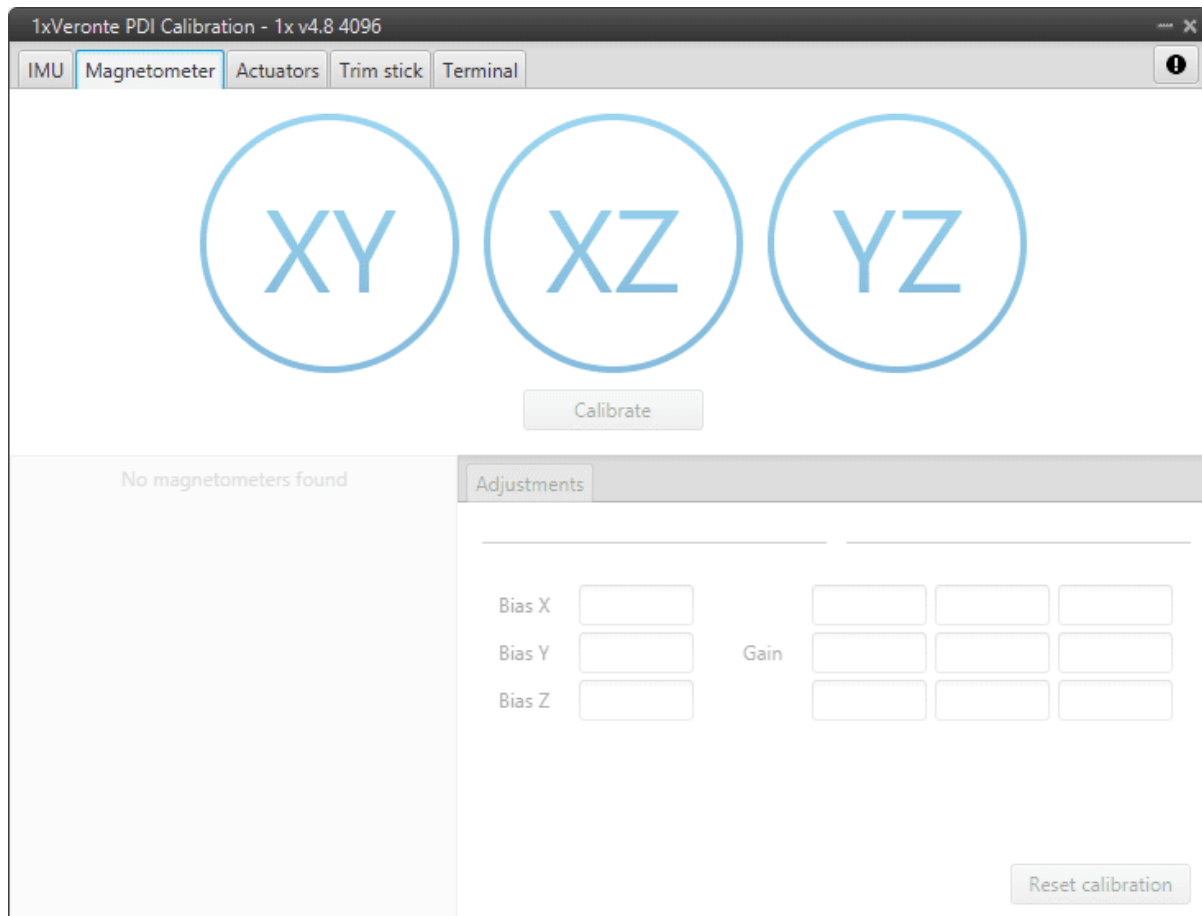 1xVeronte PDI Calibration - 1x v4.8 4096
IMU Magnetometer Actuators Trim stick Terminal
XY XZ YZ
Calibrate
No magnetometers found
Adjustments
Bias X
Bias Y Gain
Bias Z
Reset calibration